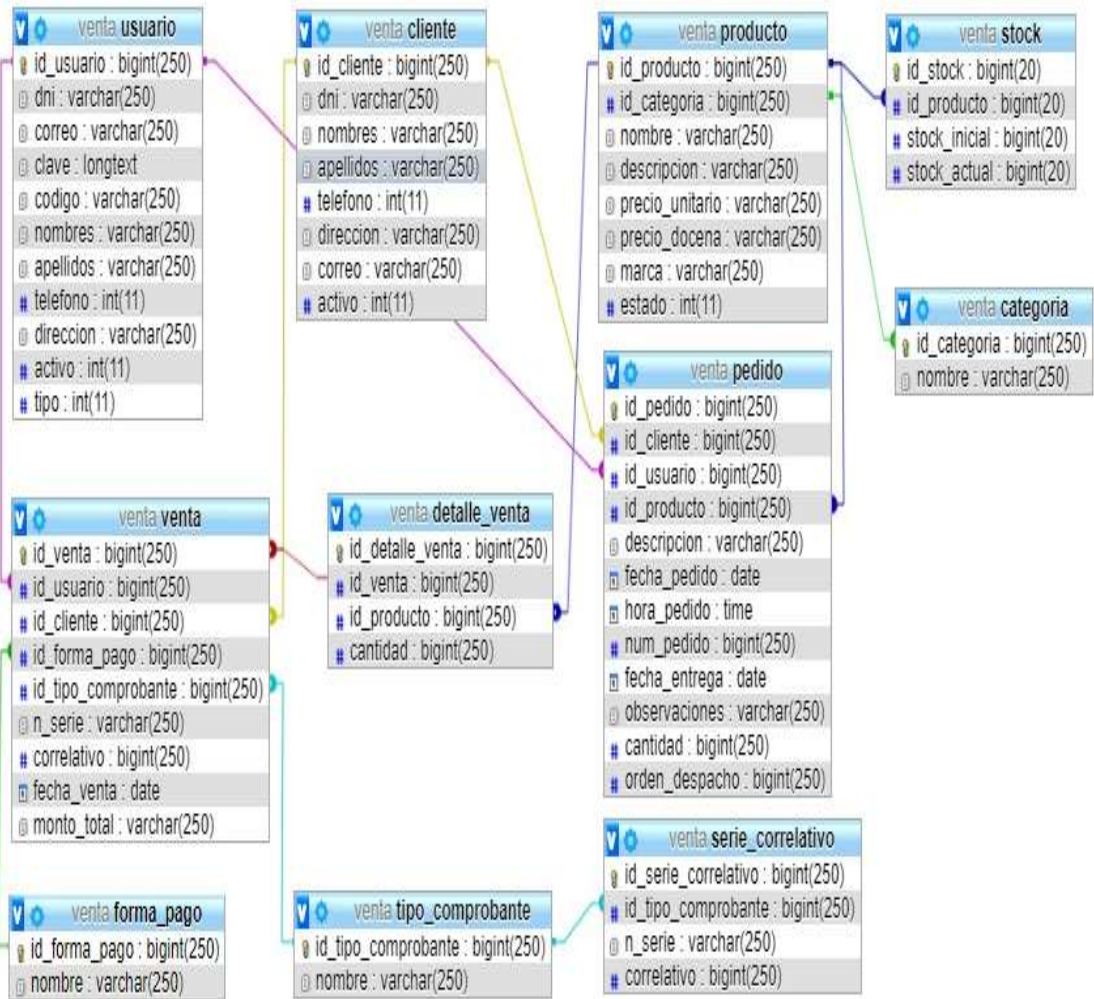 venta usuario
id_usuario : bigint(250)
dni : varchar(250)
correo : varchar(250)
clave : longtext
codigo : varchar(250)
nombres : varchar(250)
apellidos : varchar(250)
telefono : int(11)
direccion : varchar(250)
activo : int(11)
tipo : int(11)
venta cliente
id_cliente : bigint(250)
dni : varchar(250)
nombres : varchar(250)
apellidos : varchar(250)
telefono : int(11)
direccion : varchar(250)
correo : varchar(250)
activo : int(11)
venta producto
id_producto : bigint(250)
id_categoria : bigint(250)
nombre : varchar(250)
descripcion : varchar(250)
precio_unitario : varchar(250)
precio_docena : varchar(250)
marca : varchar(250)
estado : int(11)
venta stock
id_stock : bigint(20)
id_producto : bigint(20)
stock_inicial : bigint(20)
stock_actual : bigint(20)
venta categoria
id_categoria : bigint(250)
nombre : varchar(250)
venta pedido
id_pedido : bigint(250)
id_cliente : bigint(250)
id_usuario : bigint(250)
id_producto : bigint(250)
descripcion : varchar(250)
fecha_pedido : date
hora_pedido : time
num_pedido : bigint(250)
fecha_entrega : date
observaciones : varchar(250)
cantidad : bigint(250)
orden_despacho : bigint(250)
venta venta
id_venta : bigint(250)
id_usuario : bigint(250)
id_cliente : bigint(250)
id_forma_pago : bigint(250)
id_tipo_comprobante : bigint(250)
n_serie : varchar(250)
correlativo : bigint(250)
fecha_venta : date
monto_total : varchar(250)
venta detalle_venta
id_detalle_venta : bigint(250)
id_venta : bigint(250)
id_producto : bigint(250)
cantidad : bigint(250)
venta forma_pago
id_forma_pago : bigint(250)
nombre : varchar(250)
venta tipo_comprobante
id_tipo_comprobante : bigint(250)
nombre : varchar(250)
venta serie_correlativo
id_serie_correlativo : bigint(250)
id_tipo_comprobante : bigint(250)
n_serie : varchar(250)
correlativo : bigint(250)